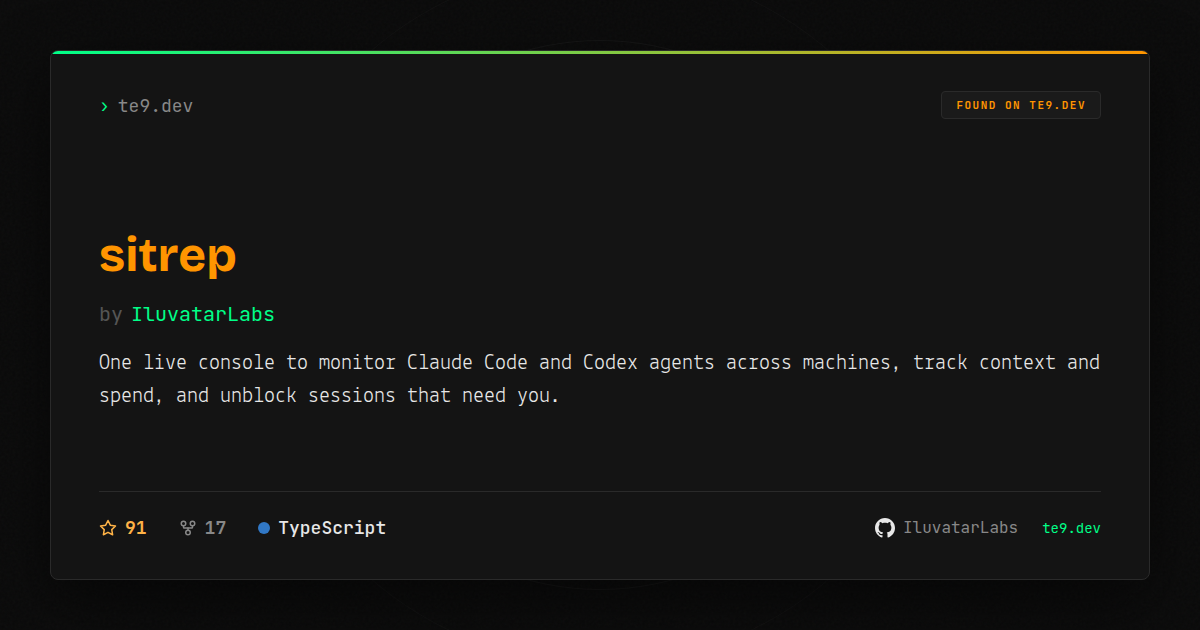 › te9.dev
FOUND ON TE9.DEV
sitrep
by IluvatarLabs
One live console to monitor Claude Code and Codex agents across machines, track context and
spend, and unblock sessions that need you.
91 17 TypeScript
IluvatarLabs te9.dev